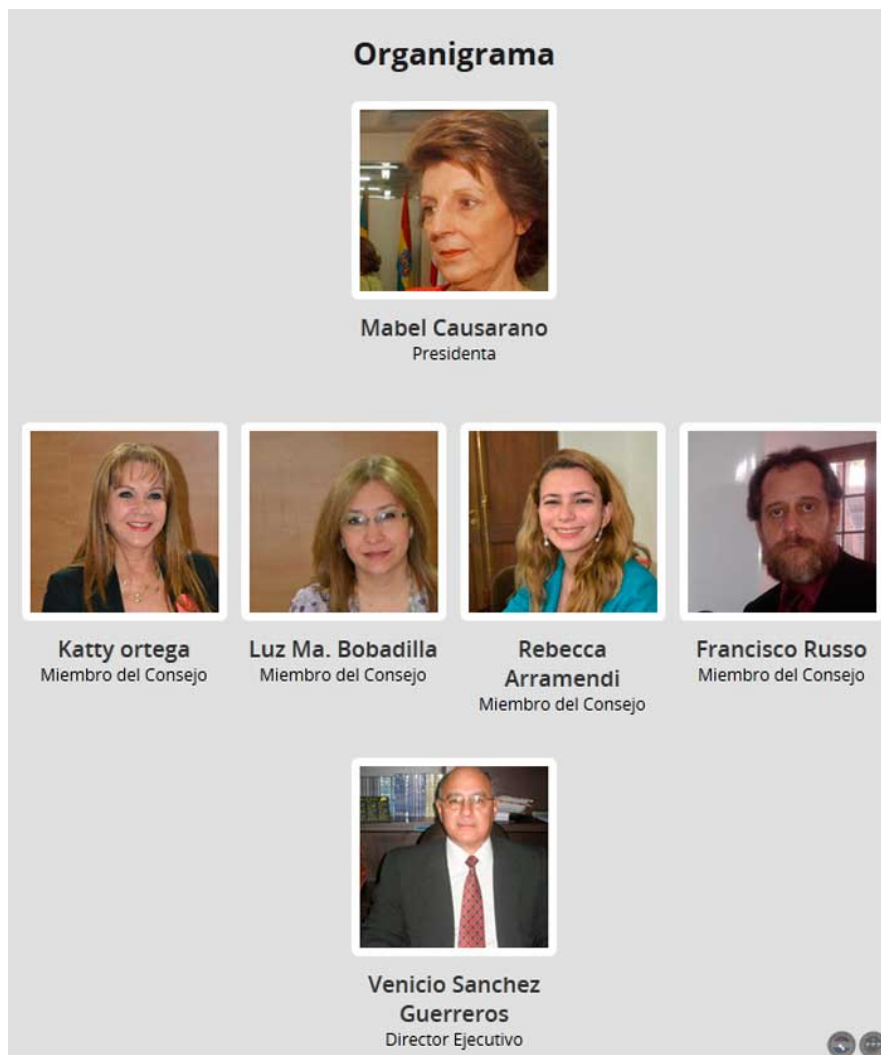 Organigrama
Mabel Causarano
Presidenta
Katty ortega
Miembro del Consejo
Luz Ma. Bobadilla
Miembro del Consejo
Rebecca
Arramendi
Miembro del Consejo
Francisco Russo
Miembro del Consejo
Venicio Sanchez
Guerreros
Director Ejecutivo